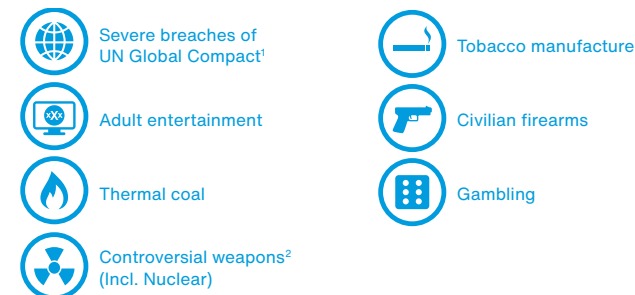 Severe breaches of
UN Global Compact¹
xXx
Adult entertainment
Thermal coal
Controversial weapons²
(Incl. Nuclear)
Tobacco manufacture
Civilian firearms
Gambling